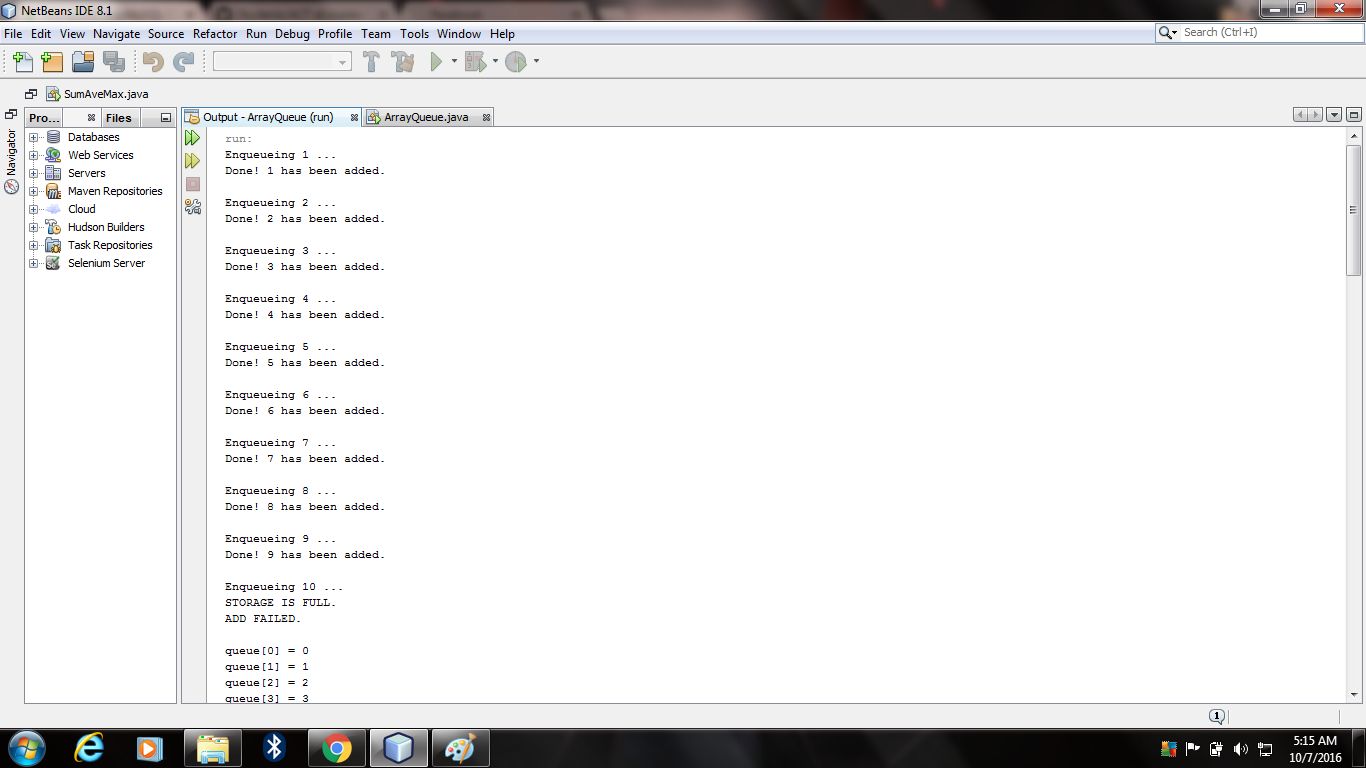 NetBeans IDE 8.1
File Edit View Navigate Source Refactor Run Debug Profile Team Tools Window Help
Search (Ctrl+I)
SumAveMax.java
Pro...
Files
Output - ArrayQueue (run)
ArrayQueue.java
Navigator
Databases
Web Services
Servers
Maven Repositories
Cloud
Hudson Builders
Task Repositories
Selenium Server
run:
Enqueueing 1 ...
Done! 1 has been added.
Enqueueing 2 ...
Done! 2 has been added.
Enqueueing 3 ...
Done! 3 has been added.
Enqueueing 4 ...
Done! 4 has been added.
Enqueueing 5 ...
Done! 5 has been added.
Enqueueing 6 ...
Done! 6 has been added.
Enqueueing 7 ...
Done! 7 has been added.
Enqueueing 8 ...
Done! 8 has been added.
Enqueueing 9 ...
Done! 9 has been added.
Enqueueing 10 ...
STORAGE IS FULL.
ADD FAILED.
queue[0] = 0
queue[1] = 1
queue[2] = 2
queue[3] = 3
1
5:15 AM
10/7/2016